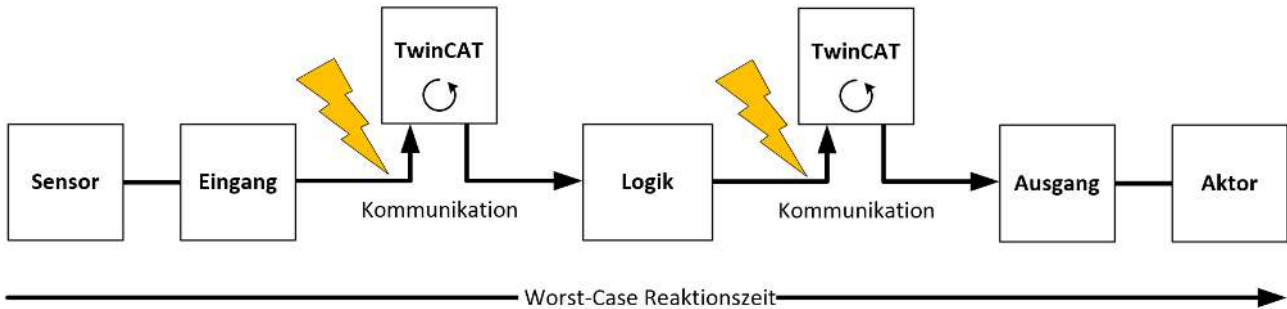 TwinCAT
TwinCAT
Sensor
Eingang
Kommunikation
Logik
Kommunikation
Ausgang
Aktor
Worst-Case Reaktionszeit